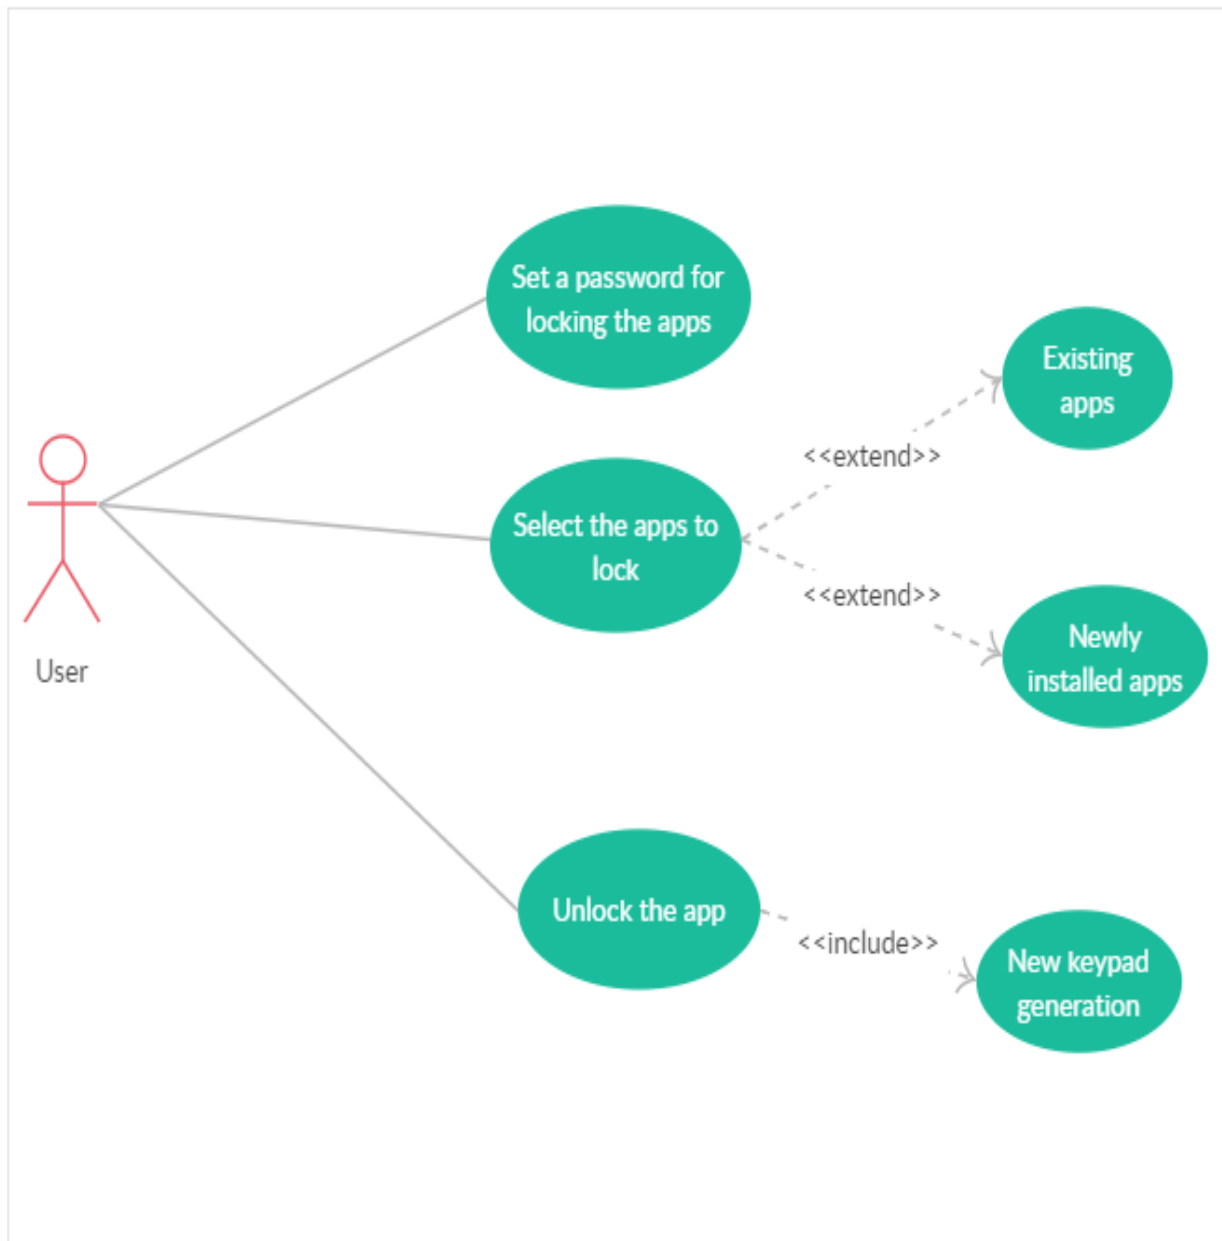 Set a password for
locking the apps
Existing
apps
<<extend>>
Select the apps to
lock
<<extend>>
Newly
installed apps
User
Unlock the app
<<include>>
New keypad
generation